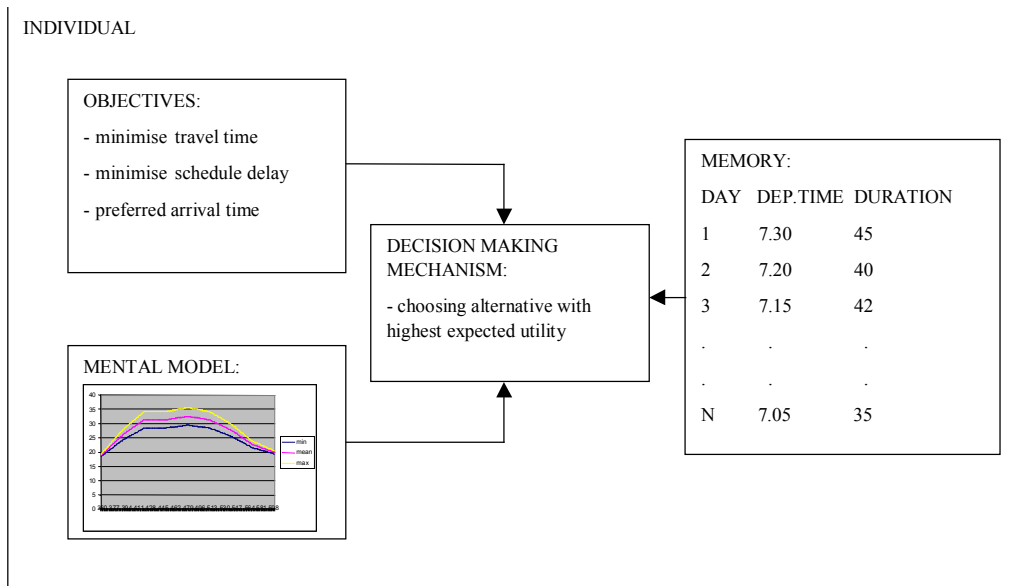 INDIVIDUAL
OBJECTIVES:
- minimise travel time
- minimise schedule delay
- preferred arrival time
DECISION MAKING
MECHANISM:
- choosing alternative with
highest expected utility
MEMORY:
DAY DEP.TIME DURATION
1 7.30 45
2 7.20 40
3 7.15 42
. . .
. . .
N 7.05 35
MENTAL MODEL:
40
35
30
25
20
15
10
5
0
min
mean
max